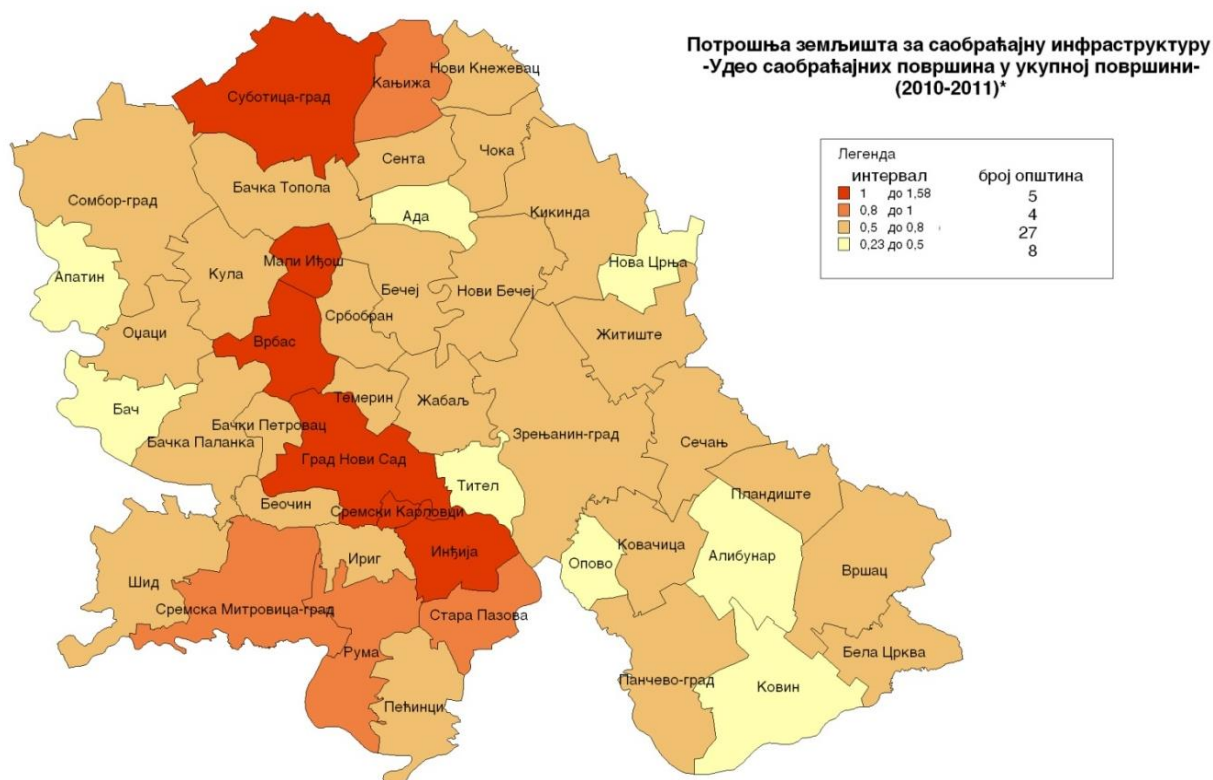 Потрошња земљишта за саобраћајну инфраструктуру
-Удео саобраћајних површина у укупној површини-
(2010-2011)*
Легенда
интервал број општина
1 до 1,58 5
0,8 до 1 4
0,5 до 0,8 27
0,23 до 0,5 8
Нови Кнежевац
Кањижа
Суботица-град
Чока
Сента
Бачка Топола
Сомбор-град
Ада
Кикинда
Мали Иђош
Нова Црња
Апатин
Кула
Бечеј
Нови Бечеј
Србобран
Оџаци
Врбас
Житиште
Темерин
Жабаљ
Бач
Бачки Петровац
Бачка Паланка
Зрењанин-град
Сечањ
Град Нови Сад
Тител
Пландиште
Беочин
Сремски Карловци
Ковачица
Инђија
Ириг
Опово
Алибунар
Вршац
Шид
Сремска Митровица-град
Стара Пазова
Рума
Бела Црква
Панчево-град
Ковин
Пећинци